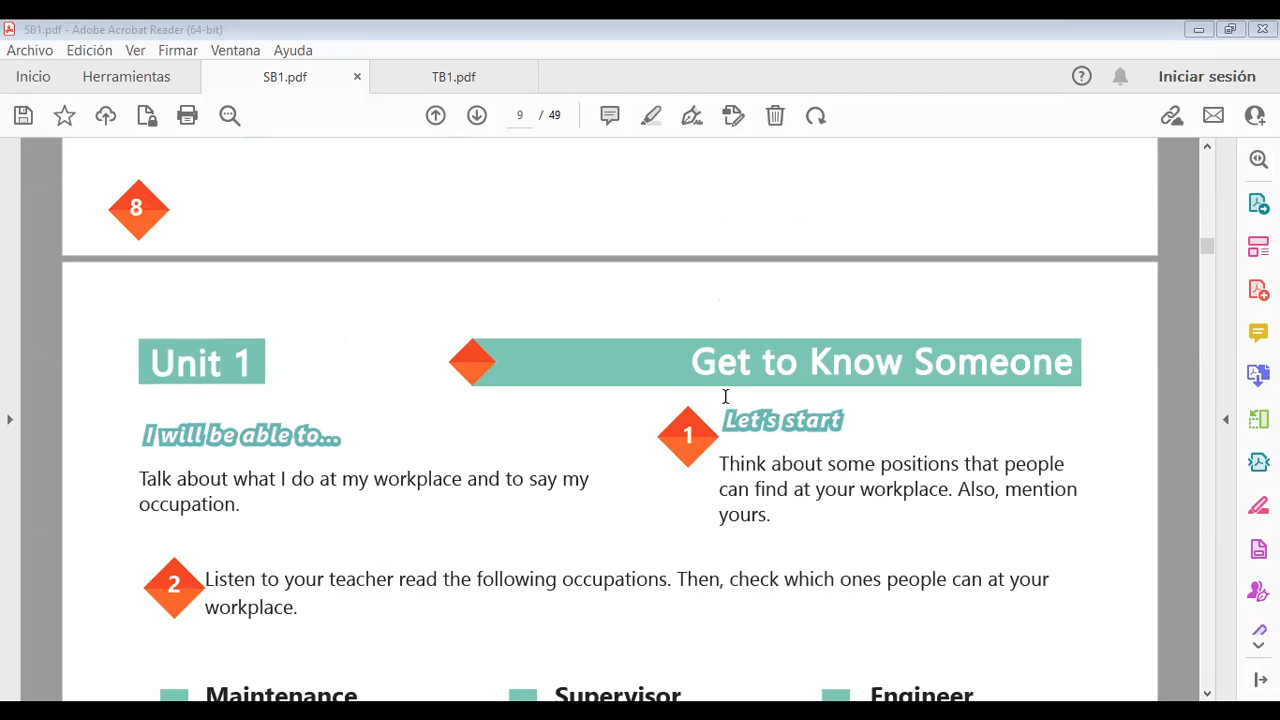 SB1.pdf - Adobe Acrobat Reader (64-bit)
Archivo Edición Ver Firmar Ventana Ayuda
Inicio Herramientas SB1.pdf × TB1.pdf Iniciar sesión
9 / 49
8
Unit 1
Get to Know Someone
I will be able to...
Talk about what I do at my workplace and to say my
occupation.
1
Let's start
Think about some positions that people
can find at your workplace. Also, mention
yours.
2
Listen to your teacher read the following occupations. Then, check which ones people can at your
workplace.
Maintenance Supervisor Engineer